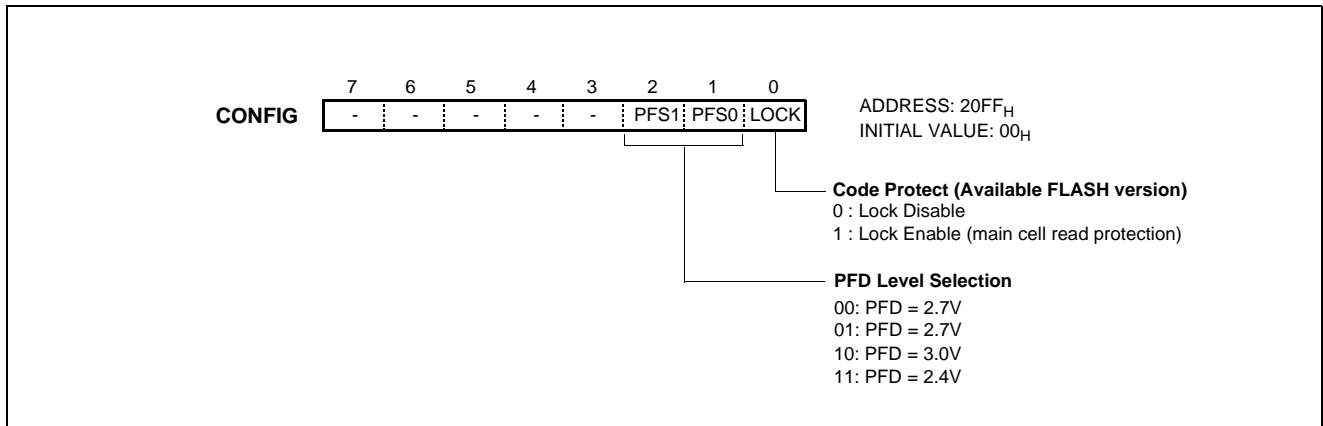 7 6 5 4 3 2 1 0
CONFIG - - - - - PFS1 PFS0 LOCK
ADDRESS: 20FFH
INITIAL VALUE: 00H
Code Protect (Available FLASH version)
0 : Lock Disable
1 : Lock Enable (main cell read protection)
PFD Level Selection
00: PFD = 2.7V
01: PFD = 2.7V
10: PFD = 3.0V
11: PFD = 2.4V